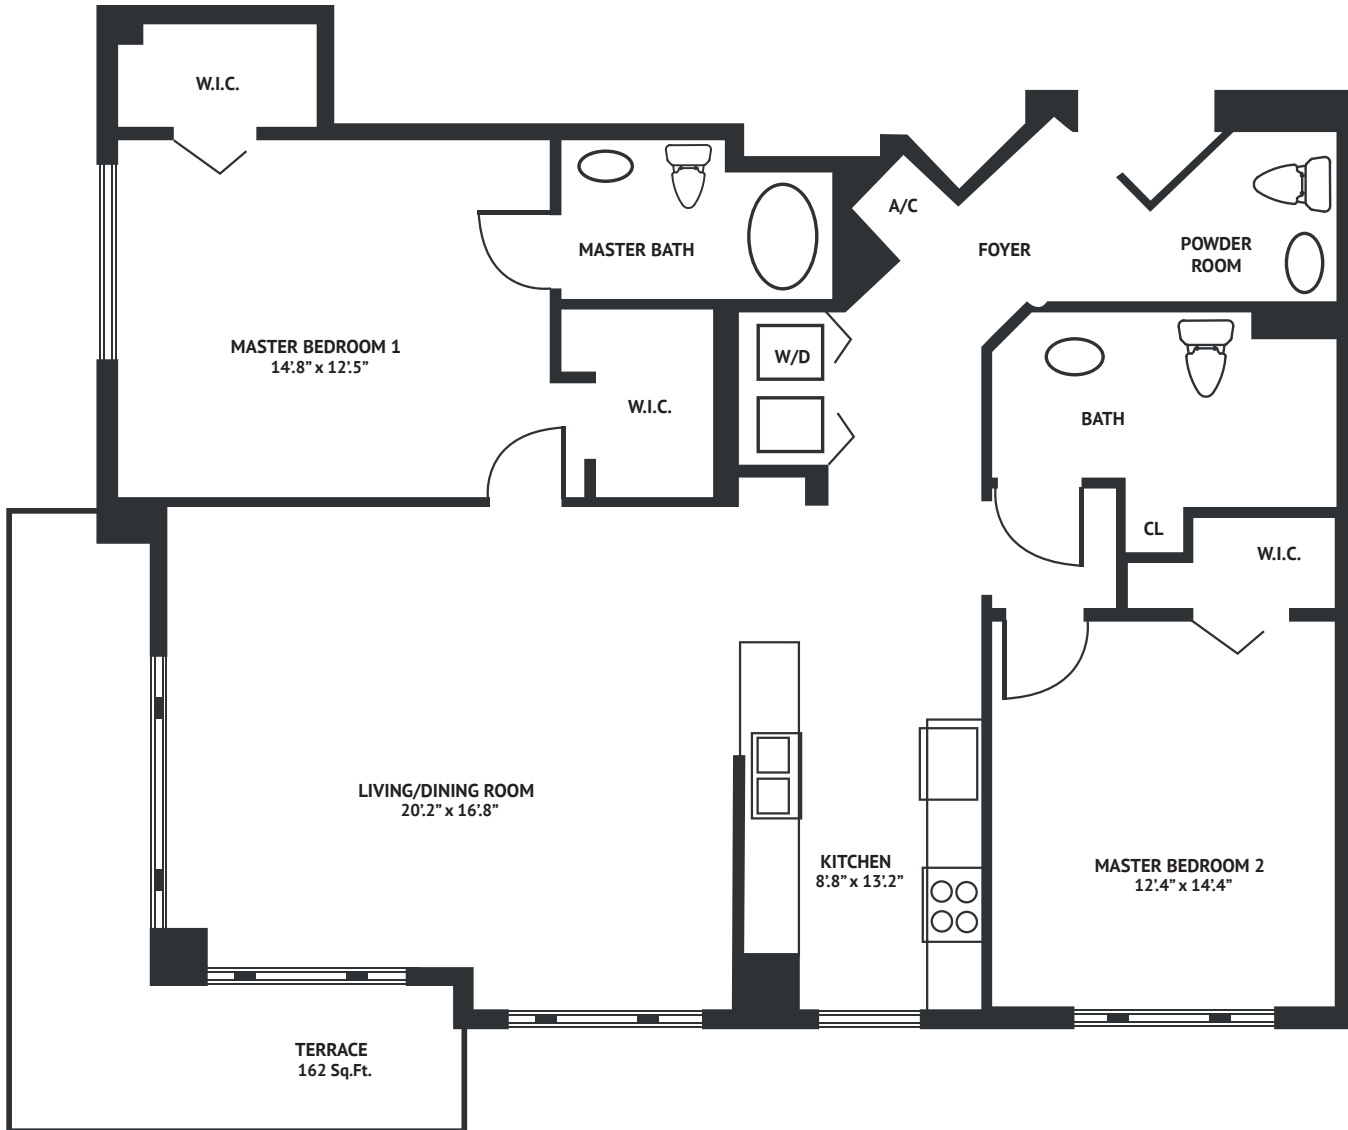 W.I.C.
A/C
FOYER
POWDER
ROOM
MASTER BATH
MASTER BEDROOM 1
14'.8” x 12'.5”
W/D
W.I.C.
BATH
CL
W.I.C.
LIVING/DINING ROOM
20'.2” x 16'.8”
KITCHEN
8'.8” x 13'.2”
MASTER BEDROOM 2
12'.4” x 14'.4”
TERRACE
162 Sq.Ft.